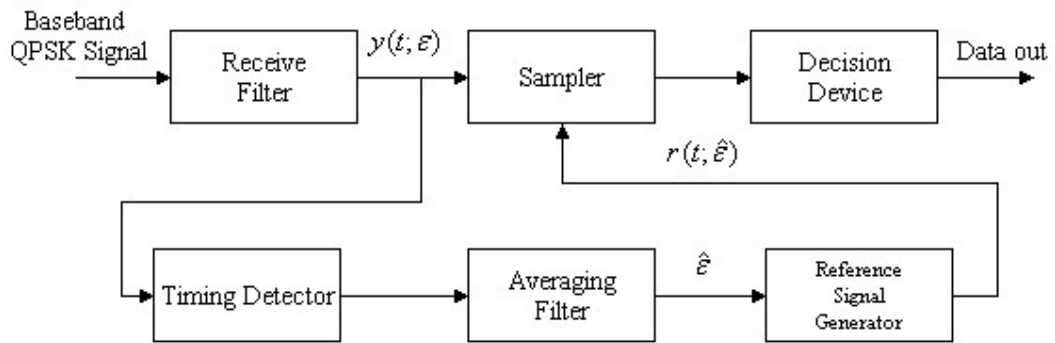 Baseband
QPSK Signal
Receive
Filter
y(t; ε)
Sampler
Decision
Device
Data out
r(t; ε̂)
Timing Detector
Averaging
Filter
ε̂
Reference
Signal
Generator